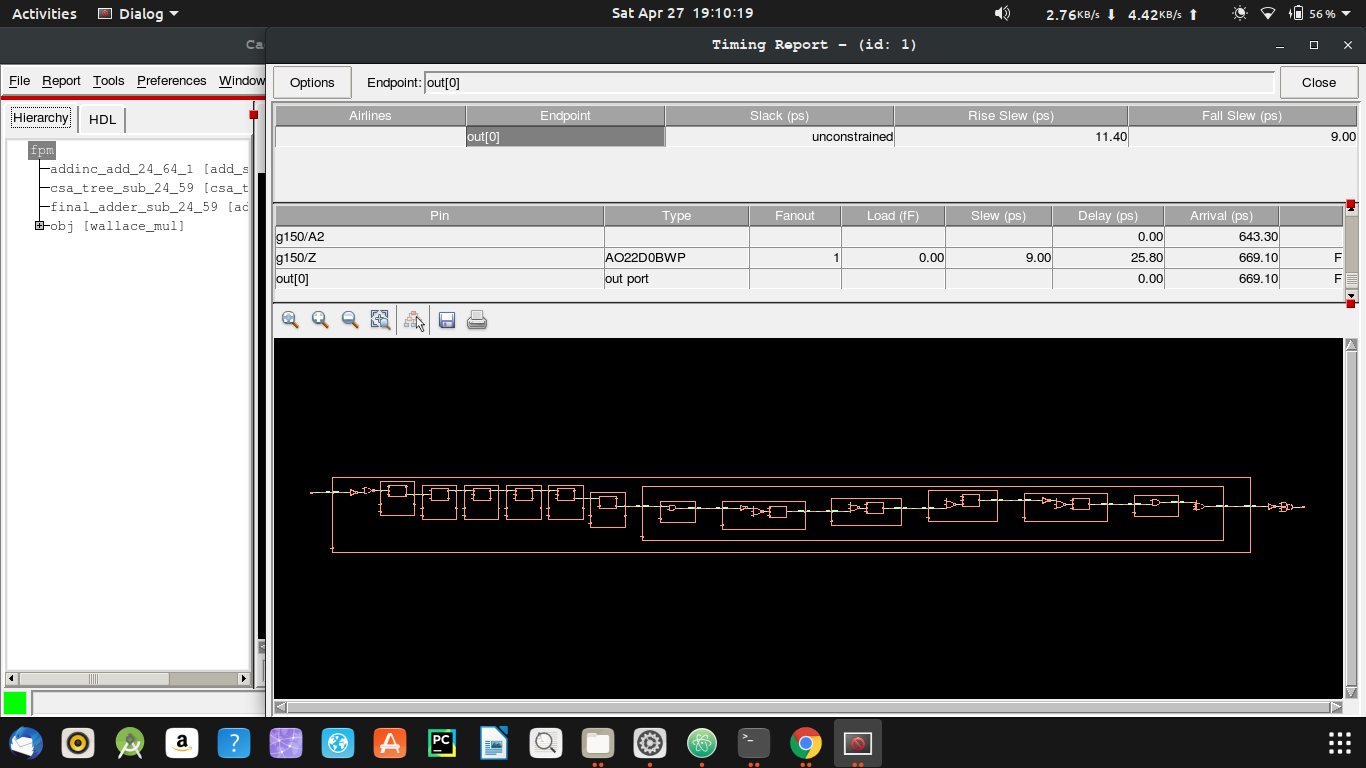 Activities Dialog Sat Apr 27 19:10:19 2.76KB/s 4.42KB/s 56 %
Ca Timing Report - (id: 1)
File Report Tools Preferences Window
Options Endpoint: out[0] Close
Hierarchy HDL
Airlines Endpoint Slack (ps) Rise Slew (ps) Fall Slew (ps)
out[0] unconstrained 11.40 9.00
fpm
addinc_add_24_64_1 [add_s
csa_tree_sub_24_59 [csa_t
final_adder_sub_24_59 [ad
obj [wallace_mul]
Pin Type Fanout Load (fF) Slew (ps) Delay (ps) Arrival (ps)
g150/A2 0.00 643.30
g150/Z AO22D0BWP 1 0.00 9.00 25.80 669.10 F
out[0] out port 0.00 669.10 F
a ? A PC >_